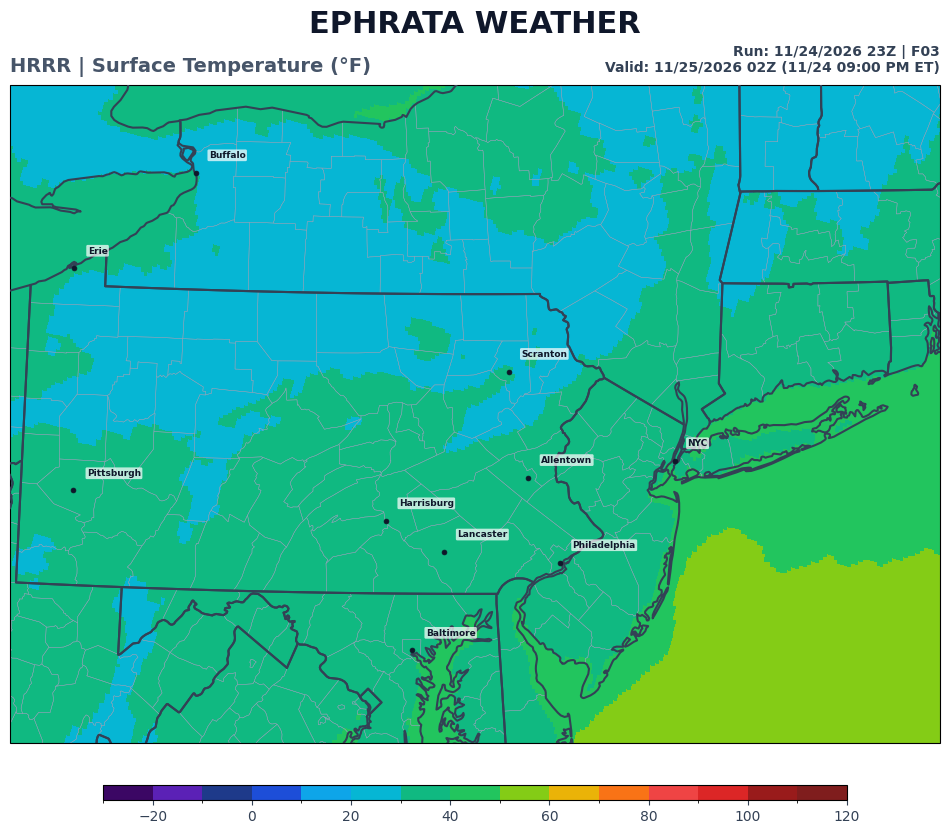 EPHRATA WEATHER
Run: 11/24/2026 23Z | F03
HRRR | Surface Temperature (°F)
Valid: 11/25/2026 02Z (11/24 09:00 PM ET)
Buffalo
Erie
Scranton
NYC
Allentown
Pittsburgh
Harrisburg
Lancaster
Philadelphia
Baltimore
−20 0 20 40 60 80 100 120